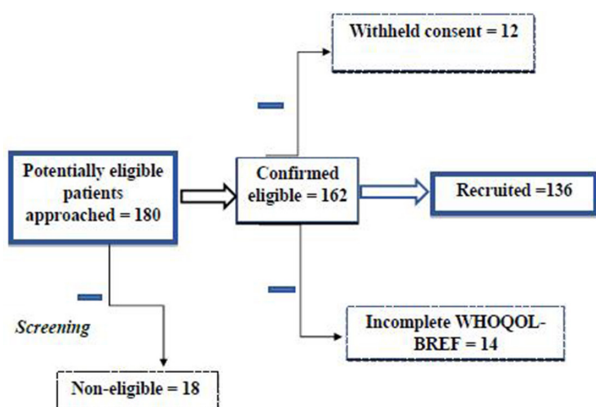 Withheld consent = 12
Potentially eligible
patients
approached = 180
Confirmed
eligible = 162
Recruited =136
Screening
Incomplete WHOQOL-
BREF = 14
Non-eligible = 18